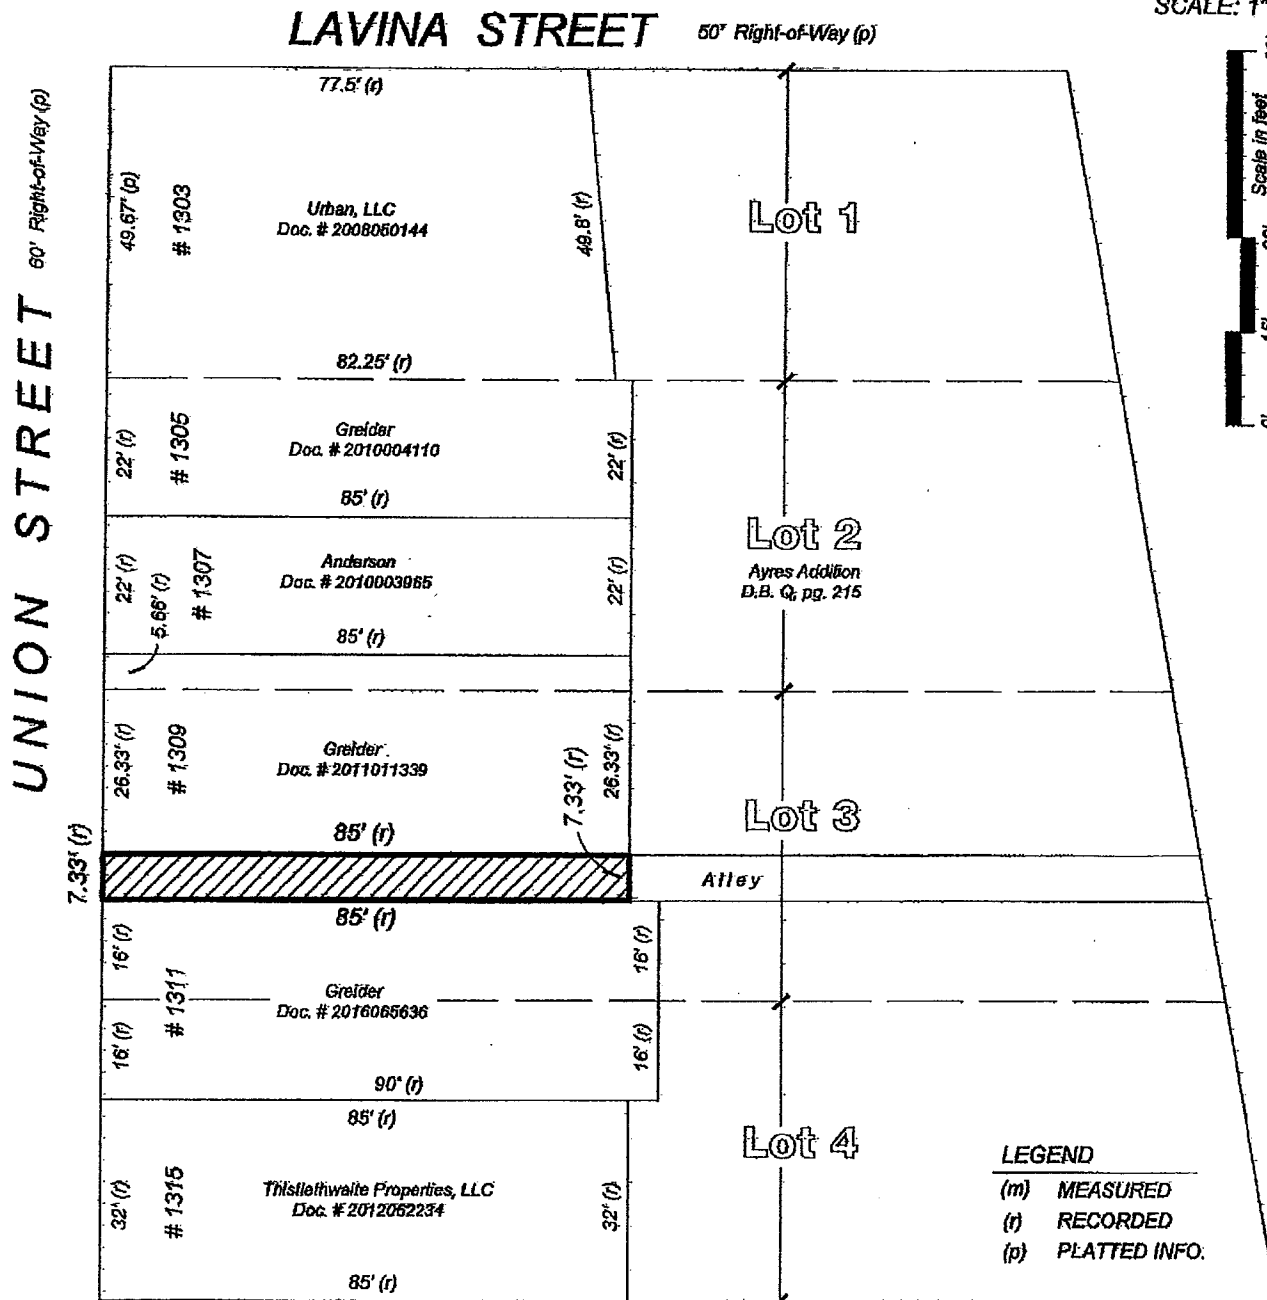 LAVINA STREET 50' Right-of-Way (p)
SCALE: 1"
Scale in feet
0'
15'
UNION STREET 60' Right-of-Way (p)
77.5' (r)
49.67' (p)
# 1303
Urban, LLC
Doc. # 2008050144
49.8' (r)
Lot 1
82.25' (r)
22' (r)
# 1305
Greider
Doc. # 2010004110
22' (r)
85' (r)
Lot 2
Ayres Addition
D.B. Q, pg. 215
22' (r)
5.66' (r)
# 1307
Anderson
Doc. # 2010003965
22' (r)
85' (r)
26.33' (r)
# 1309
Greider
Doc. # 2011011339
7.33' (r)
26.33' (r)
Lot 3
85' (r)
7.33' (r)
Alley
85' (r)
16' (r)
16' (r)
# 1311
Greider
Doc. # 2016065636
16' (r)
16' (r)
90' (r)
85' (r)
Lot 4
32' (r)
# 1315
Thistlethwaite Properties, LLC
Doc. # 2012062234
32' (r)
85' (r)
LEGEND
(m) MEASURED
(r) RECORDED
(p) PLATTED INFO.